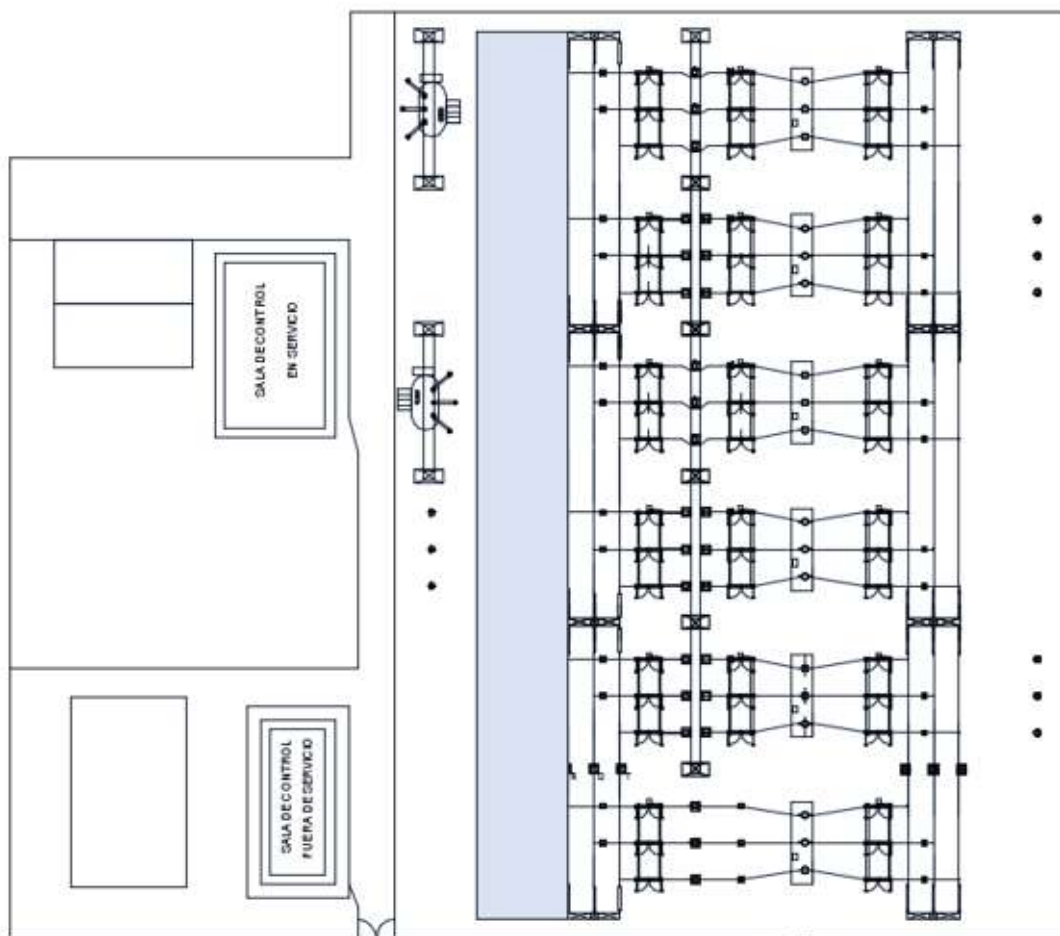 SALA DE CONTROL
EN SERVICIO
SALA DE CONTROL
FUERA DE SERVICIO